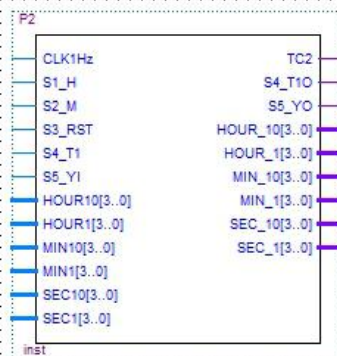 P2
CLK1Hz TC2
S1_H S4_T1O
S2_M S5_YO
S3_RST HOUR_10[3..0]
S4_T1 HOUR_1[3..0]
S5_YI MIN_10[3..0]
HOUR10[3..0] MIN_1[3..0]
HOUR1[3..0] SEC_10[3..0]
MIN10[3..0] SEC_1[3..0]
MIN1[3..0]
SEC10[3..0]
SEC1[3..0]
inst